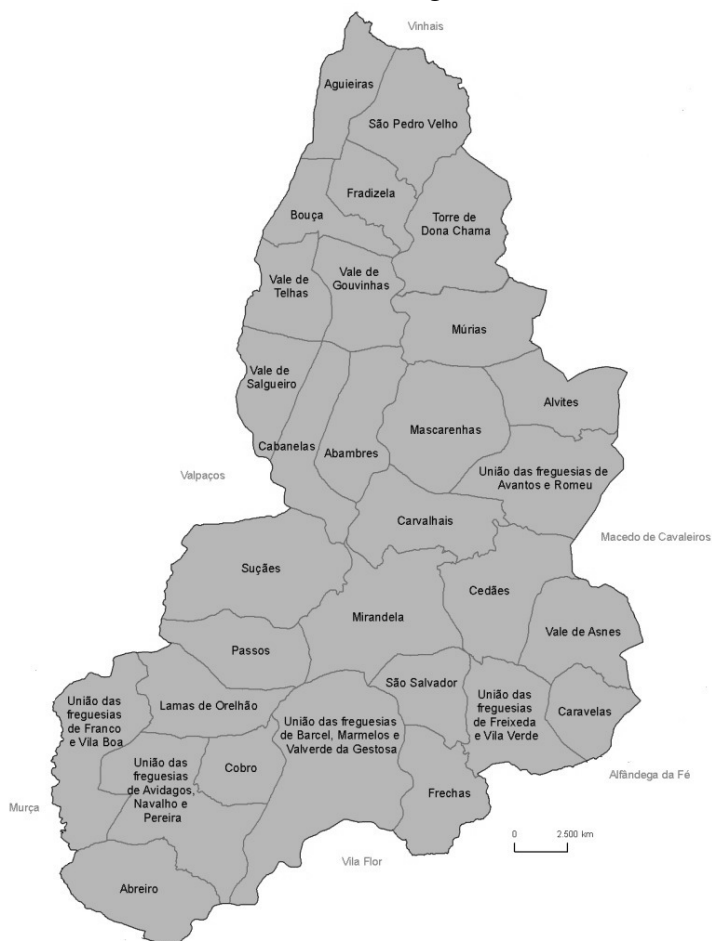 Vinhais
Aguieiras
São Pedro Velho
Fradizela
Bouça
Torre de
Dona Chama
Vale de
Telhas
Vale de
Gouvinhas
Múrias
Vale de
Salgueiro
Alvites
Mascarenhas
Cabanelas
Abambres
União das freguesias de
Avantos e Romeu
Valpaços
Carvalhais
Macedo de Cavaleiros
Suçães
Cedães
Mirandela
Vale de Asnes
Passos
São Salvador
União das
freguesias
de Franco
e Vila Boa
Lamas de Orelhão
União das freguesias
de Barcel, Marmelos e
Valverde da Gestosa
União das
freguesias
de Freixeda
e Vila Verde
Caravelas
União das
freguesias
de Avidagos,
Navalho e
Pereira
Cobro
Alfândega da Fé
Frechas
Murça
0 2.500 km
Vila Flor
Abreiro